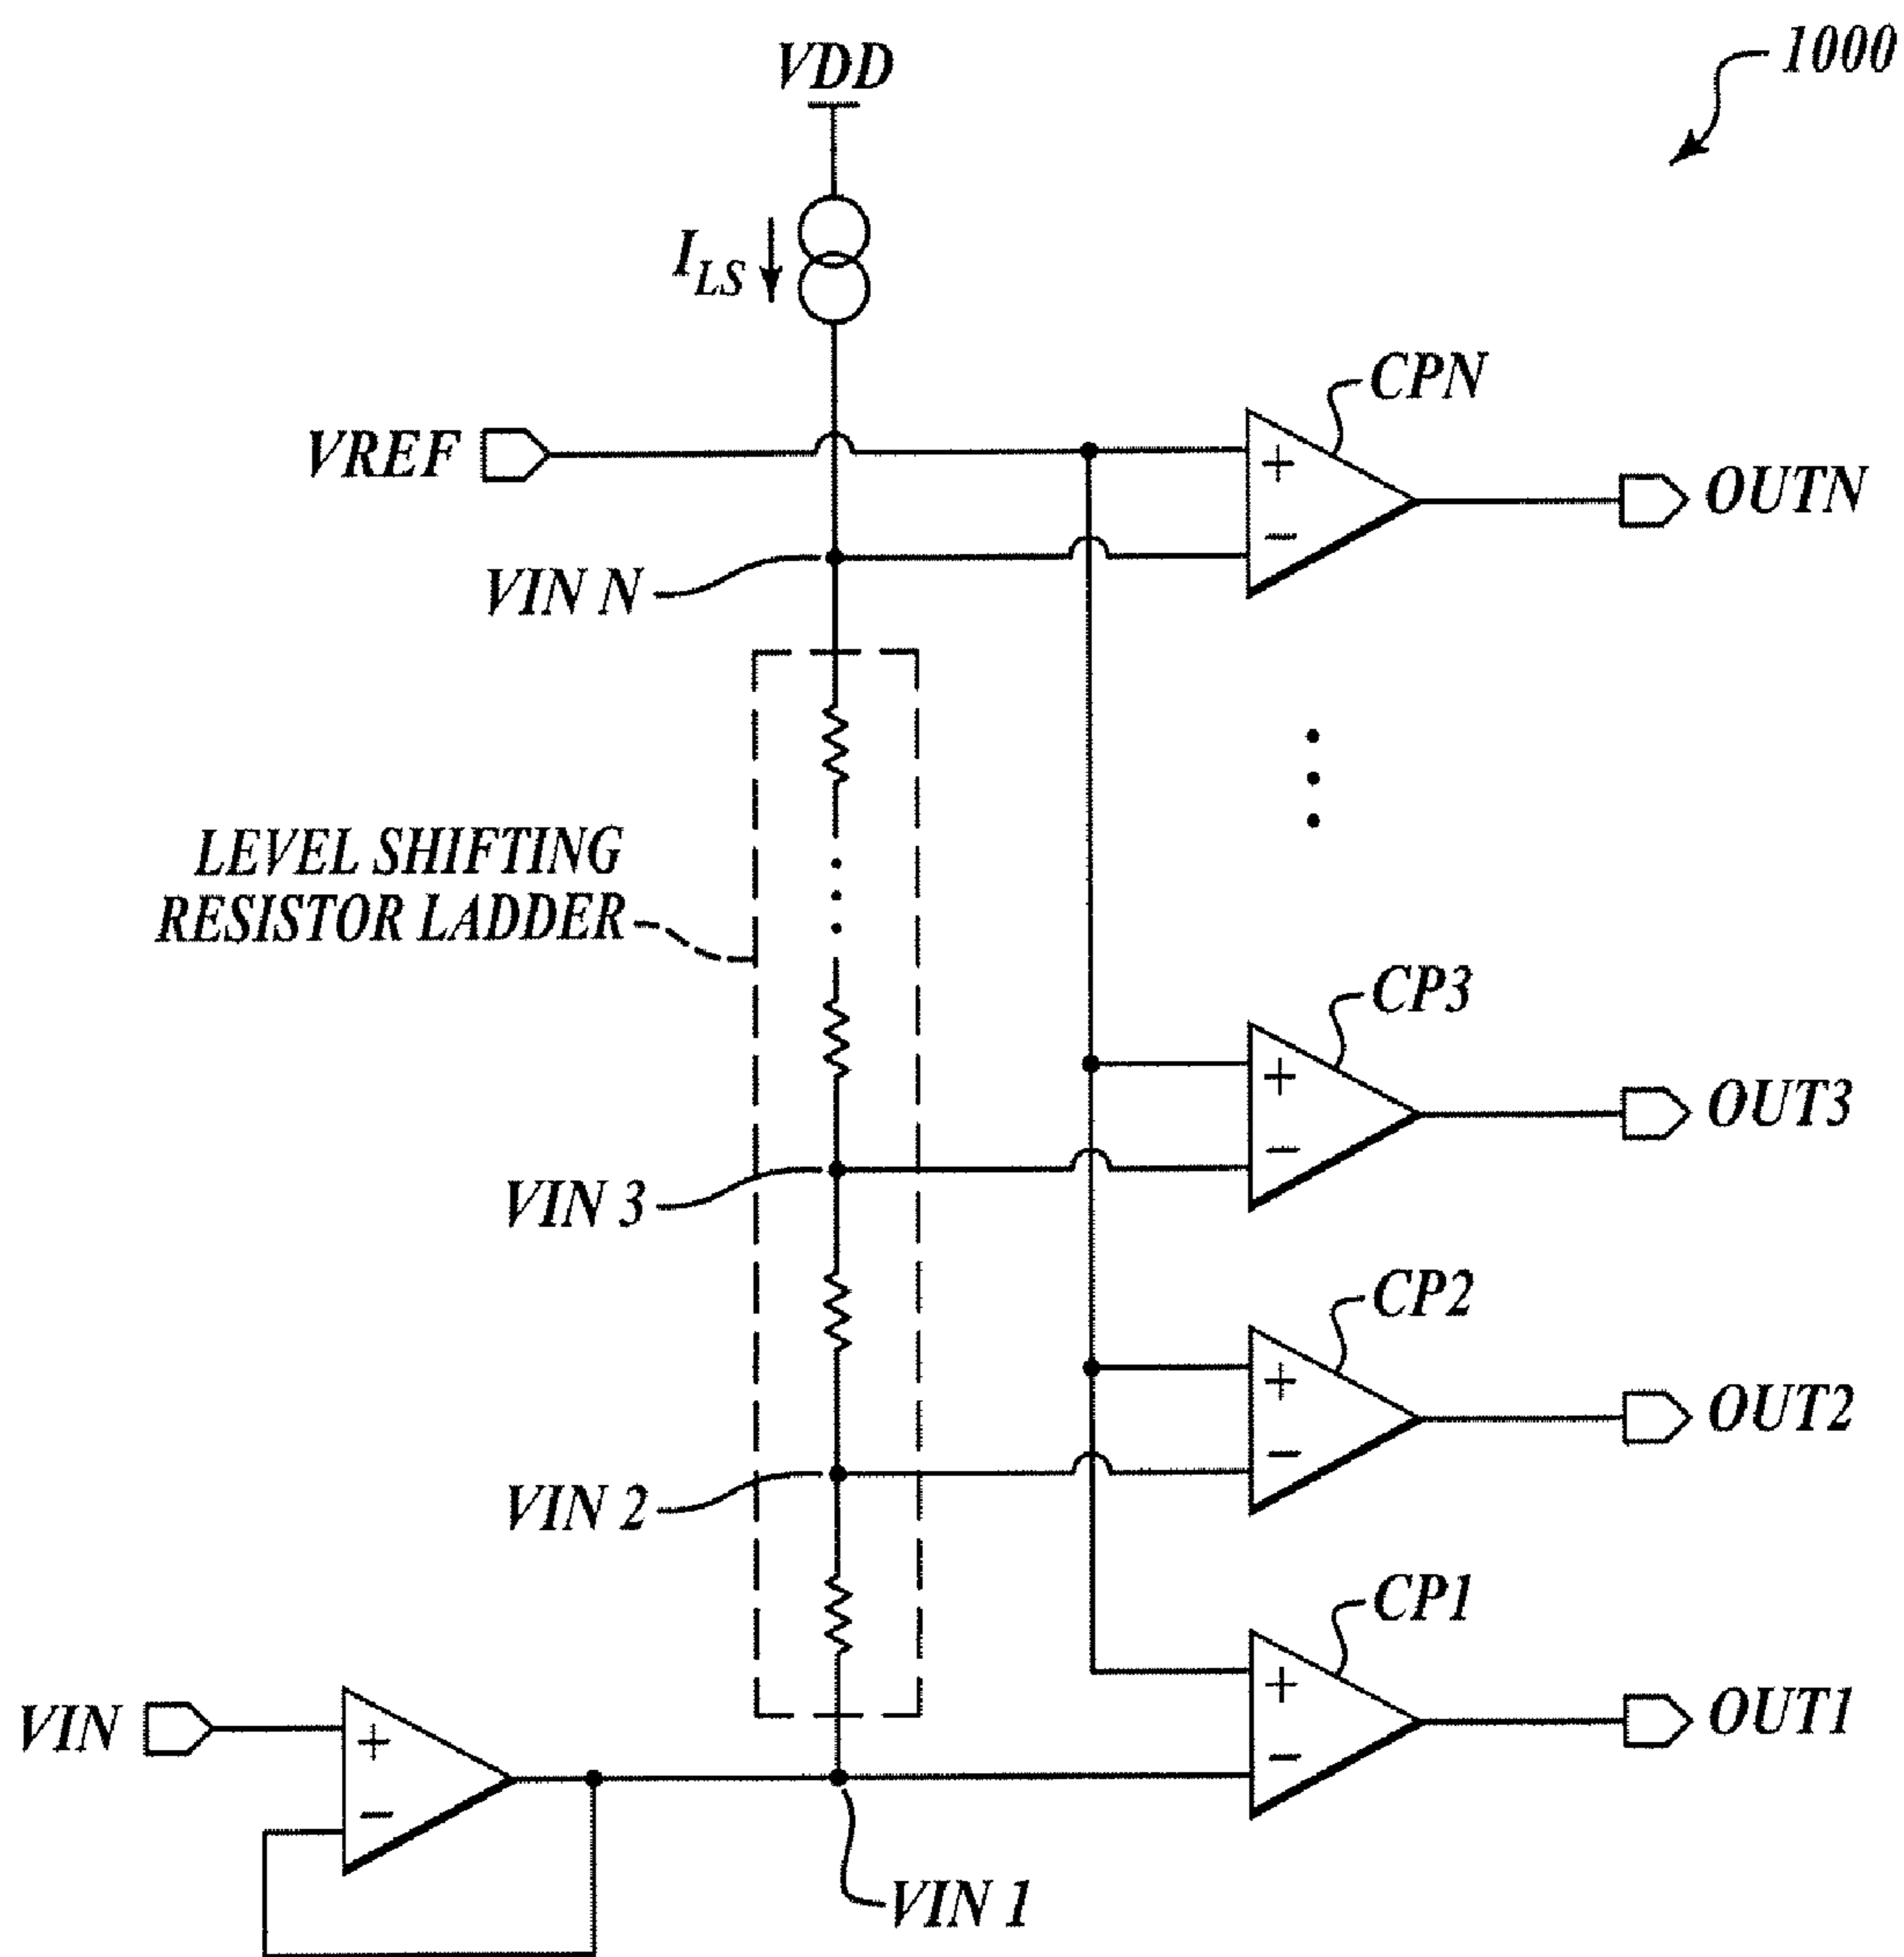 1000
VDD
I_LS
CPN
VREF
+
OUTN
−
VIN N
LEVEL SHIFTING
RESISTOR LADDER
CP3
+
OUT3
−
VIN 3
CP2
+
OUT2
−
VIN 2
CP1
+
OUT1
VIN
+
−
−
VIN 1